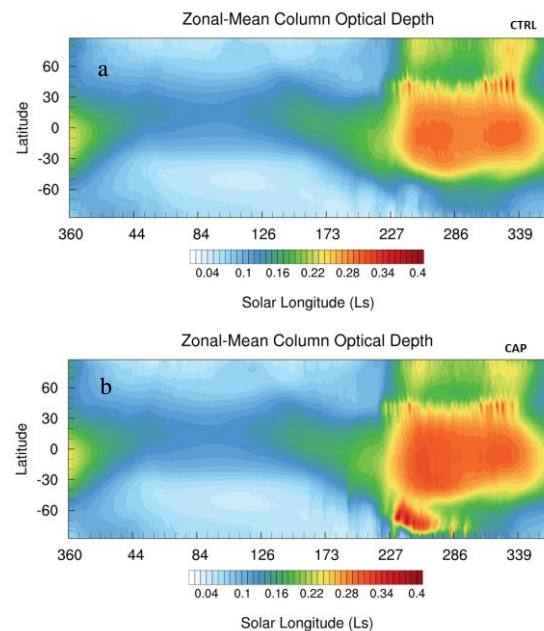 Zonal-Mean Column Optical Depth
CTRL
a
60
30
0
-30
-60
Latitude
360 44 84 126 173 227 286 339
0.04 0.1 0.16 0.22 0.28 0.34 0.4
Solar Longitude (Ls)
Zonal-Mean Column Optical Depth
CAP
b
60
30
0
-30
-60
Latitude
360 44 84 126 173 227 286 339
0.04 0.1 0.16 0.22 0.28 0.34 0.4
Solar Longitude (Ls)